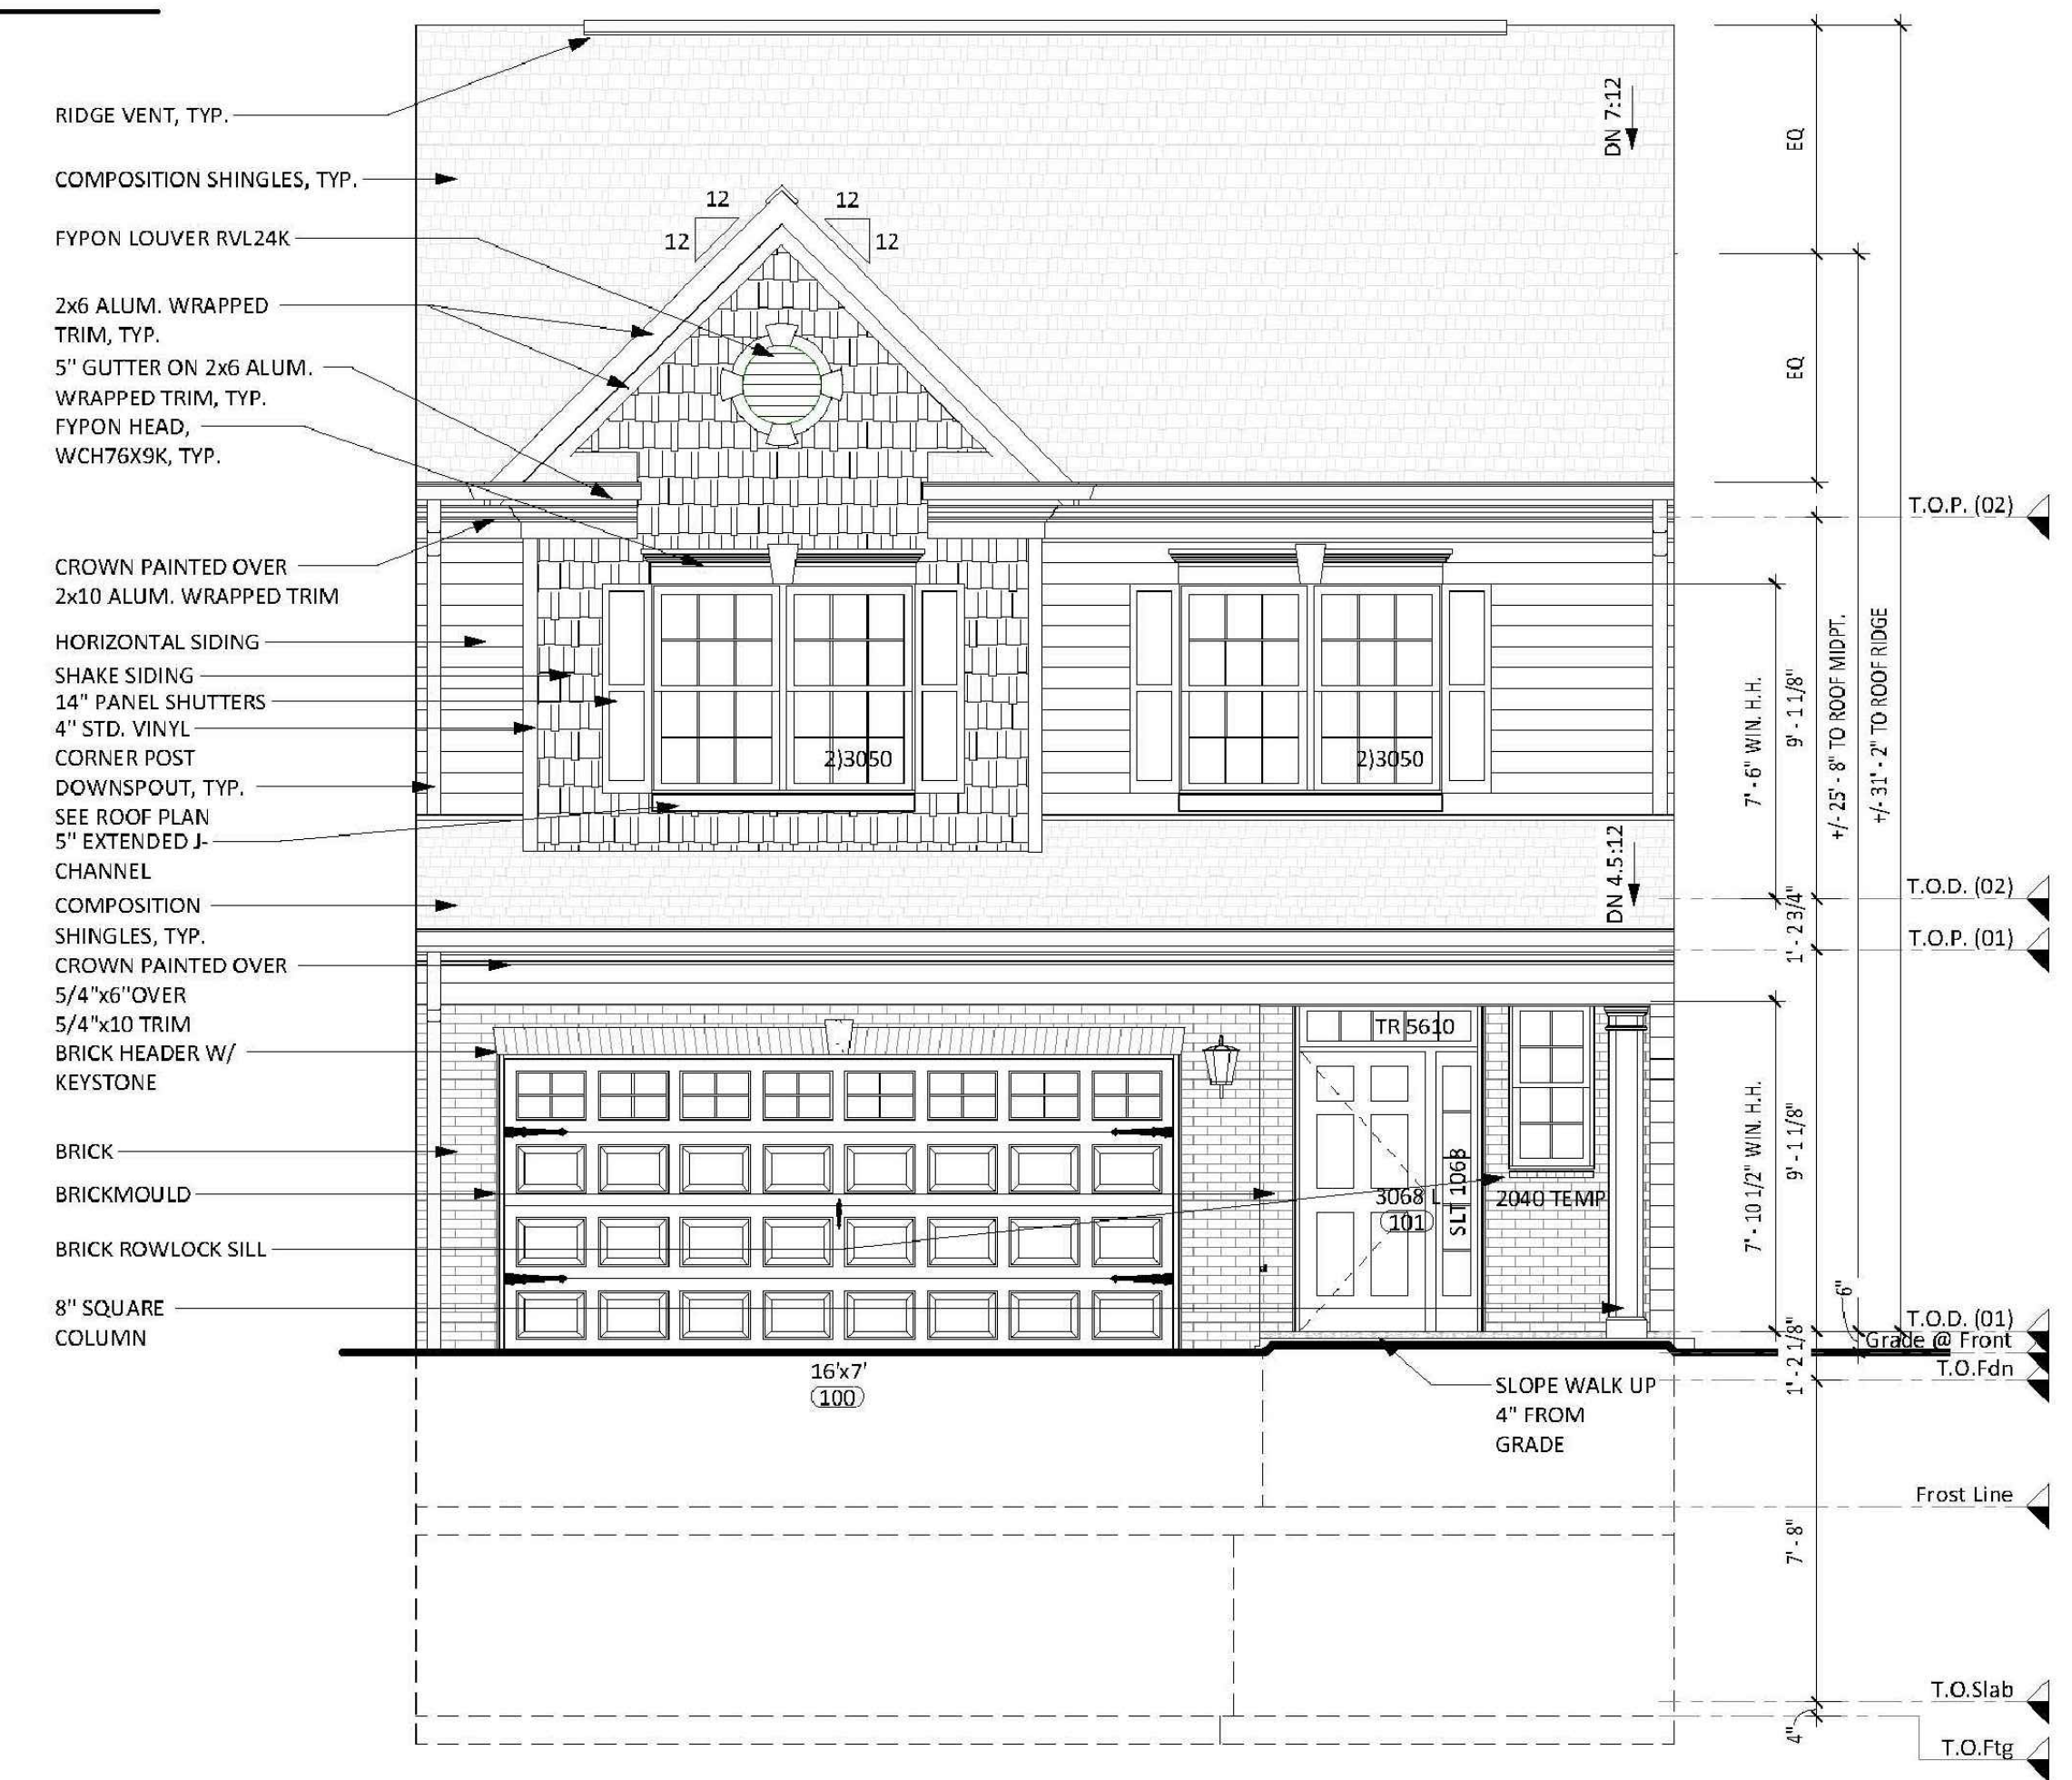 RIDGE VENT, TYP.
COMPOSITION SHINGLES, TYP.
FYPON LOUVER RVL24K
2x6 ALUM. WRAPPED
TRIM, TYP.
5" GUTTER ON 2x6 ALUM.
WRAPPED TRIM, TYP.
FYPON HEAD,
WCH76X9K, TYP.
CROWN PAINTED OVER
2x10 ALUM. WRAPPED TRIM
HORIZONTAL SIDING
SHAKE SIDING
14" PANEL SHUTTERS
4" STD. VINYL
CORNER POST
DOWNSPOUT, TYP.
SEE ROOF PLAN
5" EXTENDED J-
CHANNEL
COMPOSITION
SHINGLES, TYP.
CROWN PAINTED OVER
5/4"x6"OVER
5/4"x10 TRIM
BRICK HEADER W/
KEYSTONE
BRICK
BRICKMOULD
BRICK ROWLOCK SILL
8" SQUARE
COLUMN
12
12
12
12
DN 7:12
2)3050
2)3050
DN 4.5:12
TR 5610
3068 L
101
SLT 1068
2040 TEMP
16'x7'
100
SLOPE WALK UP
4" FROM
GRADE
EQ
EQ
7' - 6" WIN. H.H.
9' - 1 1/8"
+/- 25' - 8" TO ROOF MIDPT.
+/- 31' - 2" TO ROOF RIDGE
1' - 2 3/4"
7' - 10 1/2" WIN. H.H.
9' - 1 1/8"
6"
1' - 2 1/8"
7' - 8"
4"
T.O.P. (02)
T.O.D. (02)
T.O.P. (01)
T.O.D. (01)
Grade @ Front
T.O.Fdn
Frost Line
T.O.Slab
T.O.Ftg